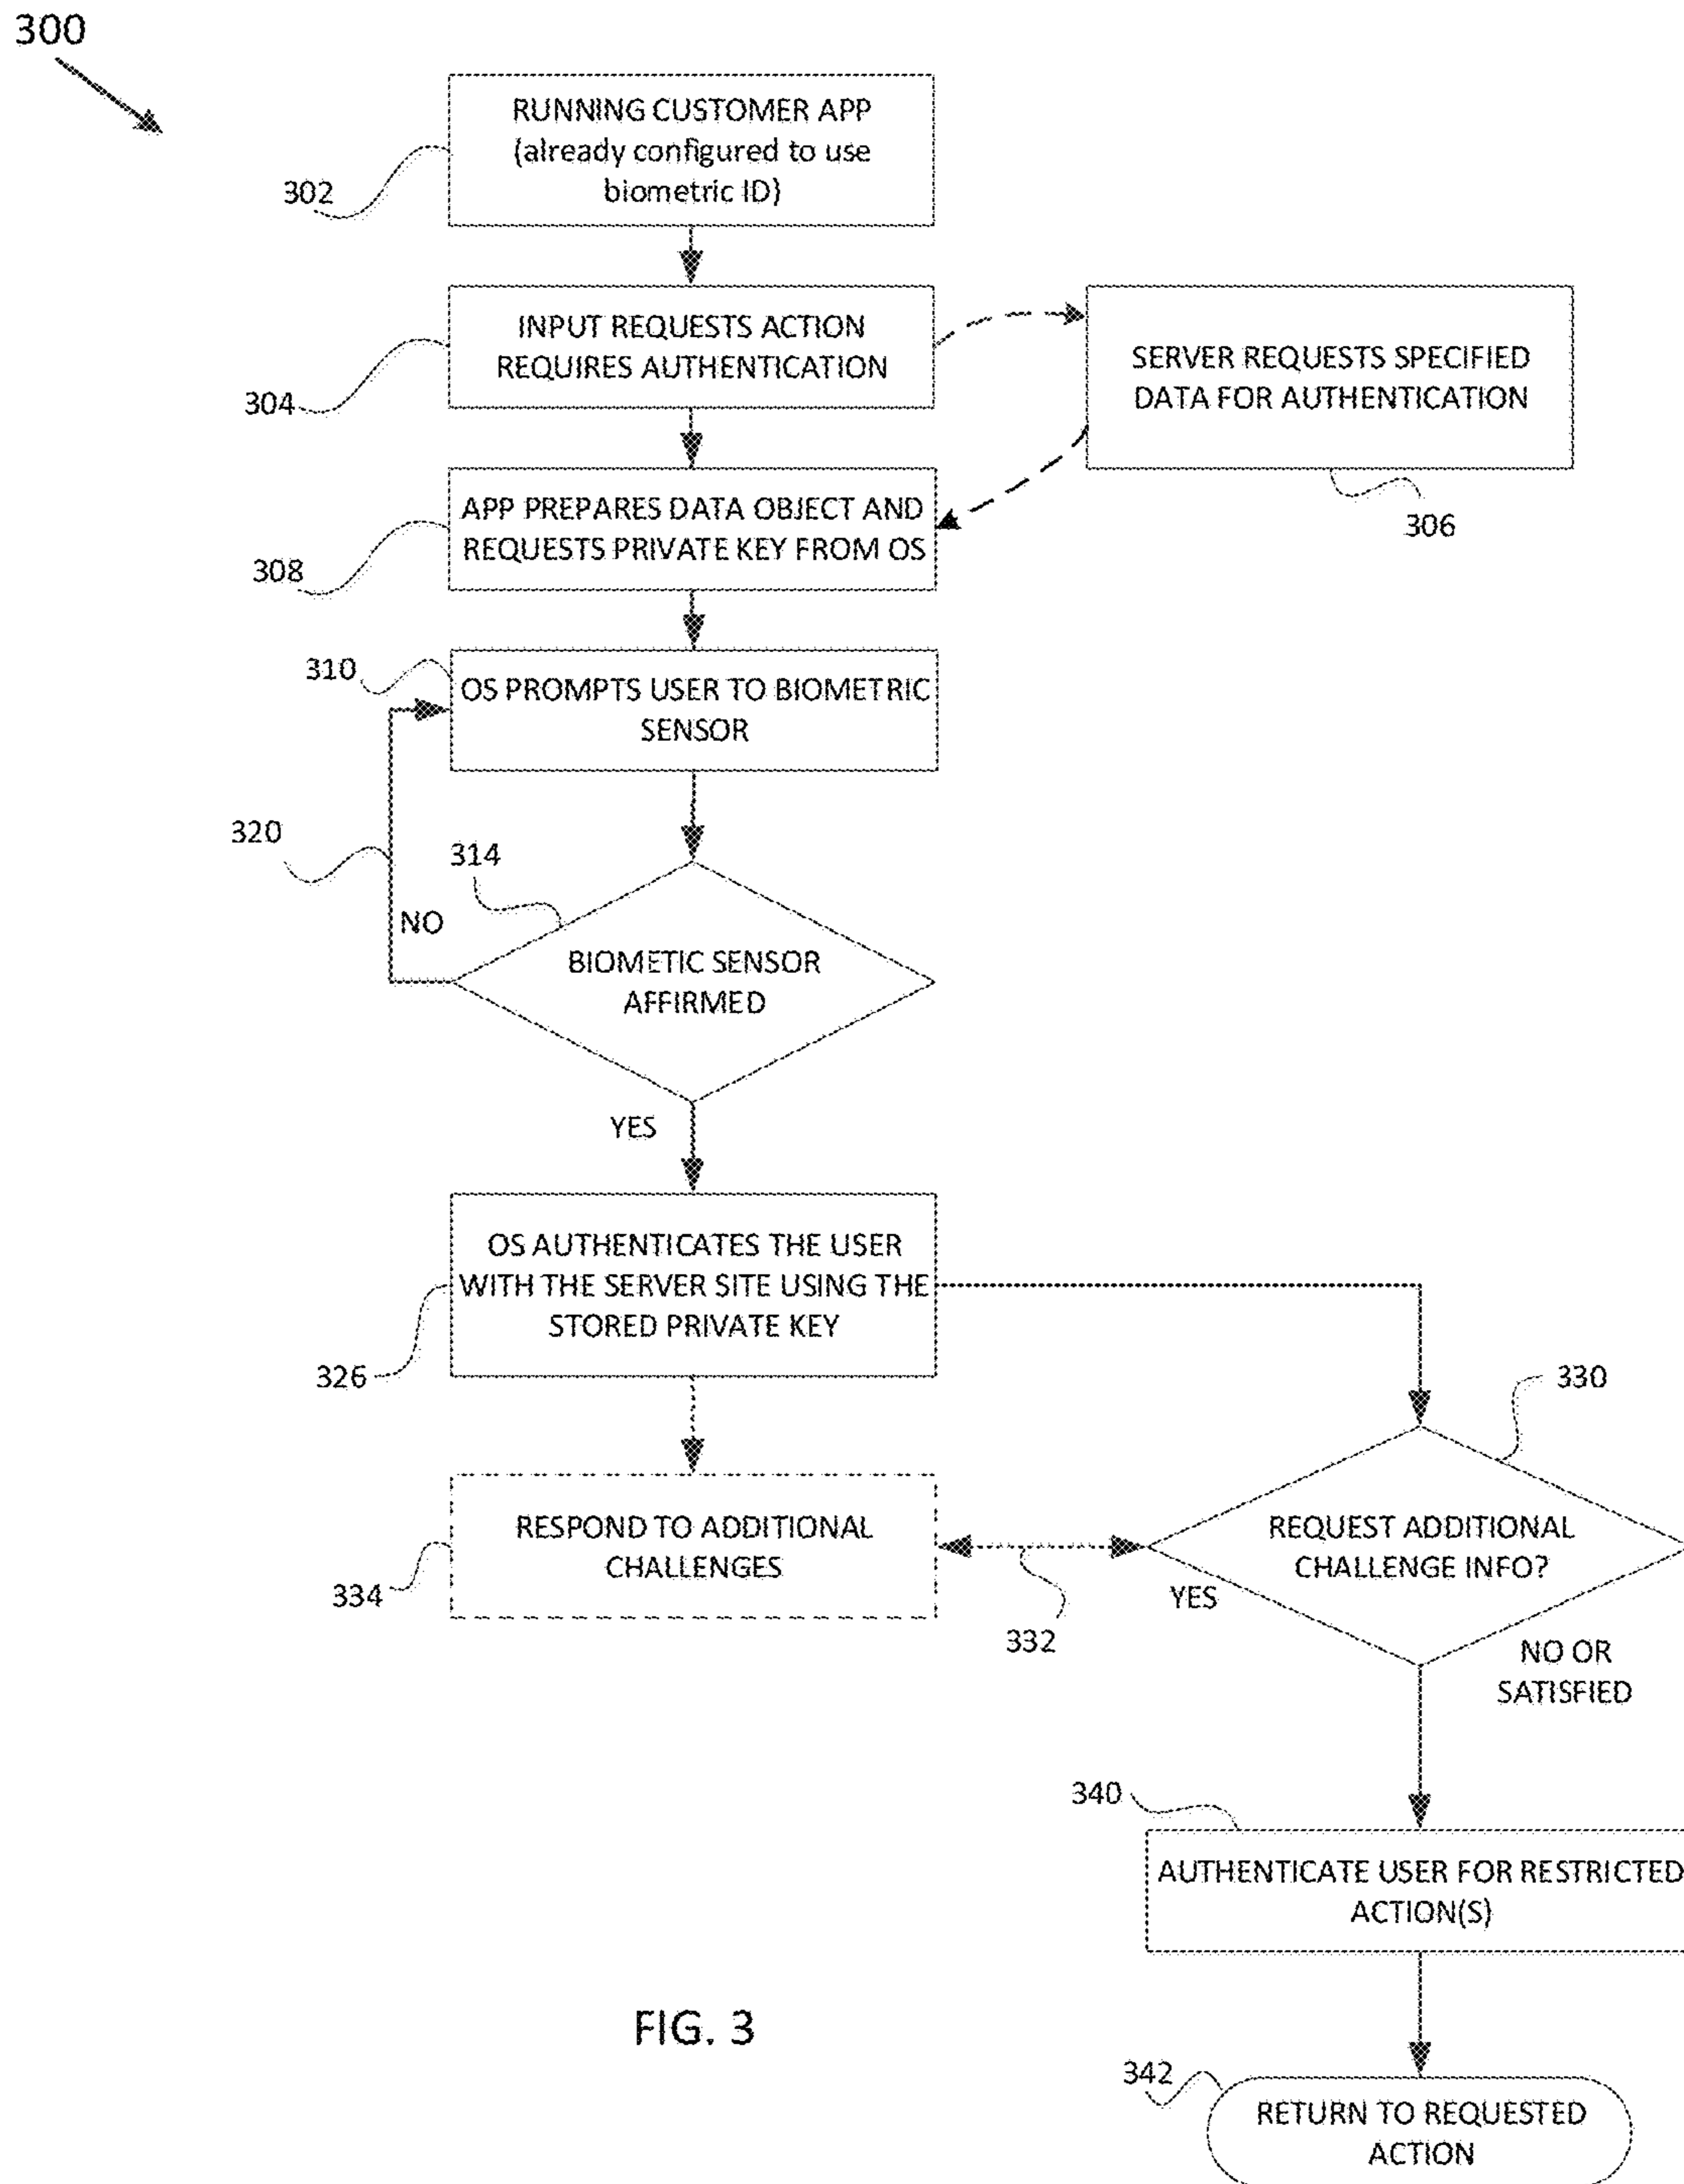 300
RUNNING CUSTOMER APP
(already configured to use
biometric ID)
302
INPUT REQUESTS ACTION
REQUIRES AUTHENTICATION
304
SERVER REQUESTS SPECIFIED
DATA FOR AUTHENTICATION
306
APP PREPARES DATA OBJECT AND
REQUESTS PRIVATE KEY FROM OS
308
310
OS PROMPTS USER TO BIOMETRIC
SENSOR
320
314
NO
BIOMETIC SENSOR
AFFIRMED
YES
OS AUTHENTICATES THE USER
WITH THE SERVER SITE USING THE
STORED PRIVATE KEY
326
330
RESPOND TO ADDITIONAL
CHALLENGES
334
332
REQUEST ADDITIONAL
CHALLENGE INFO?
YES
NO OR
SATISFIED
340
AUTHENTICATE USER FOR RESTRICTED
ACTION(S)
FIG. 3
342
RETURN TO REQUESTED
ACTION